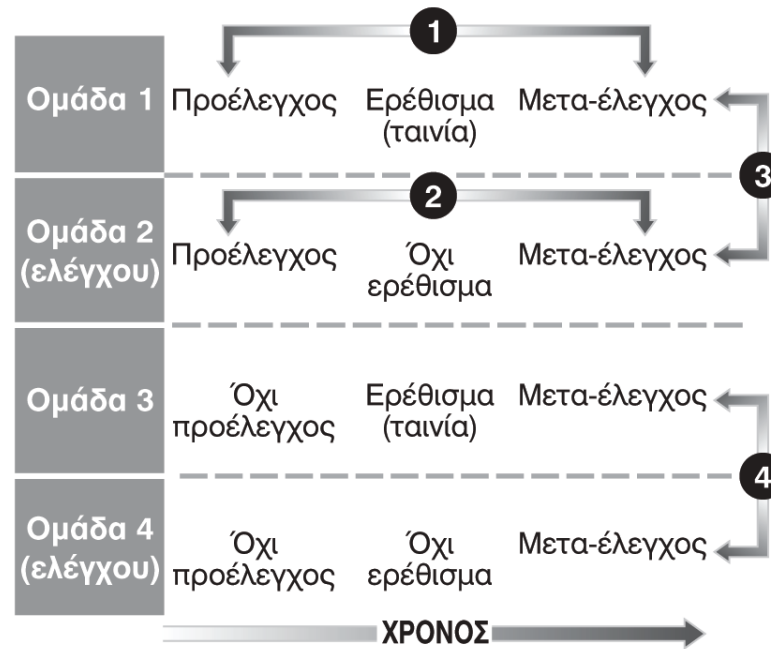 1
Ομάδα 1 Προέλεγχος Ερέθισμα Μετα-έλεγχος
(ταινία)
3
2
Ομάδα 2
(ελέγχου) Προέλεγχος Όχι Μετα-έλεγχος
ερέθισμα
Ομάδα 3 Όχι Ερέθισμα Μετα-έλεγχος
προέλεγχος (ταινία)
4
Ομάδα 4
(ελέγχου) Όχι Όχι Μετα-έλεγχος
προέλεγχος ερέθισμα
ΧΡΟΝΟΣ